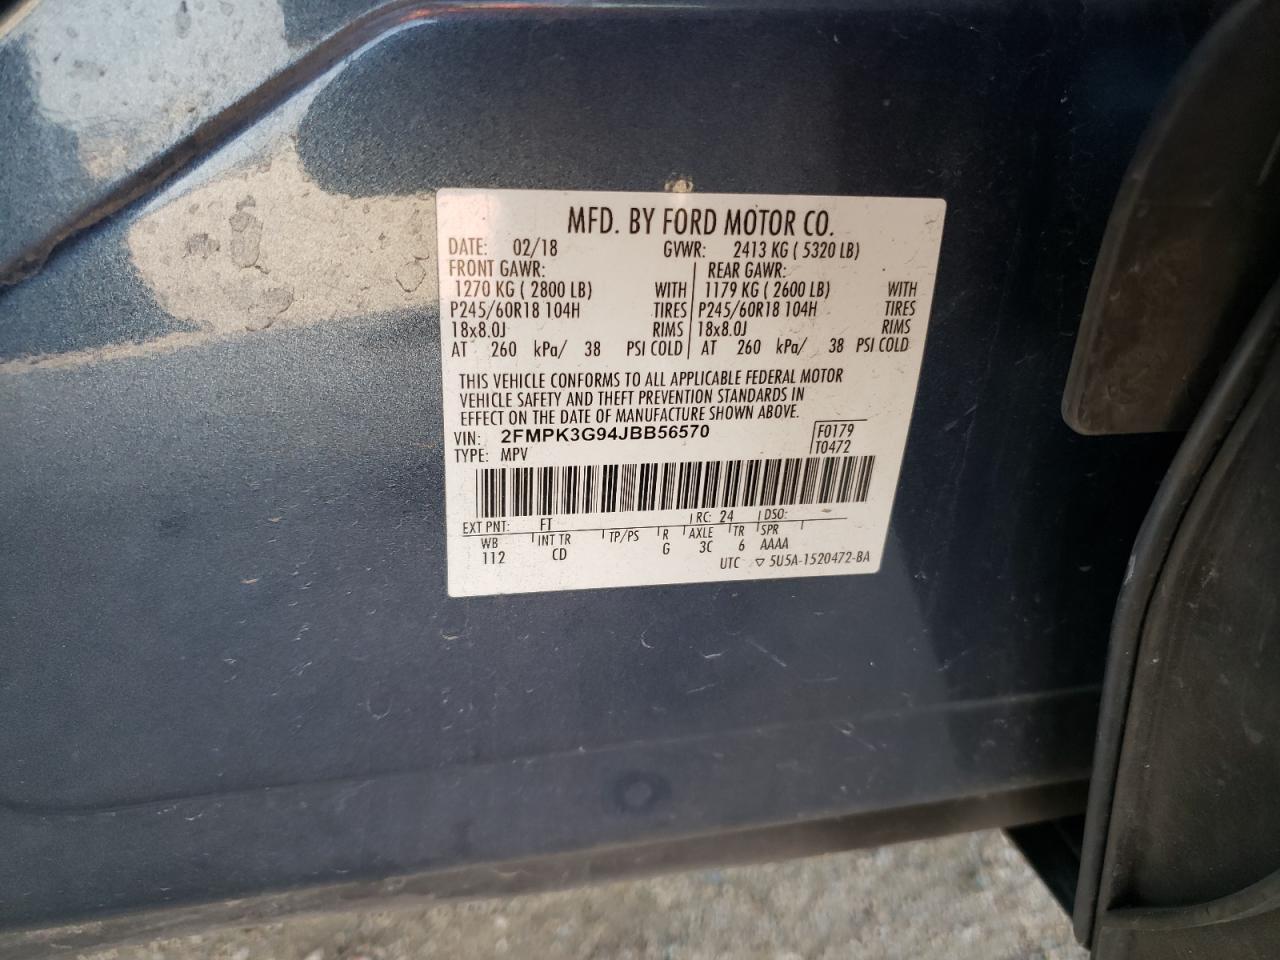 MFD. BY FORD MOTOR CO.
DATE: 02/18 GVWR: 2413 KG ( 5320 LB)
FRONT GAWR: REAR GAWR:
1270 KG ( 2800 LB) WITH 1179 KG ( 2600 LB) WITH
P245/60R18 104H TIRES P245/60R18 104H TIRES
18x8.0J RIMS 18x8.0J RIMS
AT 260 kPa/ 38 PSI COLD AT 260 kPa/ 38 PSI COLD
THIS VEHICLE CONFORMS TO ALL APPLICABLE FEDERAL MOTOR
VEHICLE SAFETY AND THEFT PREVENTION STANDARDS IN
EFFECT ON THE DATE OF MANUFACTURE SHOWN ABOVE.
VIN: 2FMPK3G94JBB56570 F0179
TYPE: MPV T0472
EXT PNT: FT RC: 24 DSO:
WB INT TR TP/PS R AXLE TR SPR
112 CD G 3C 6 AAAA
UTC ▽ 5U5A-1520472-BA